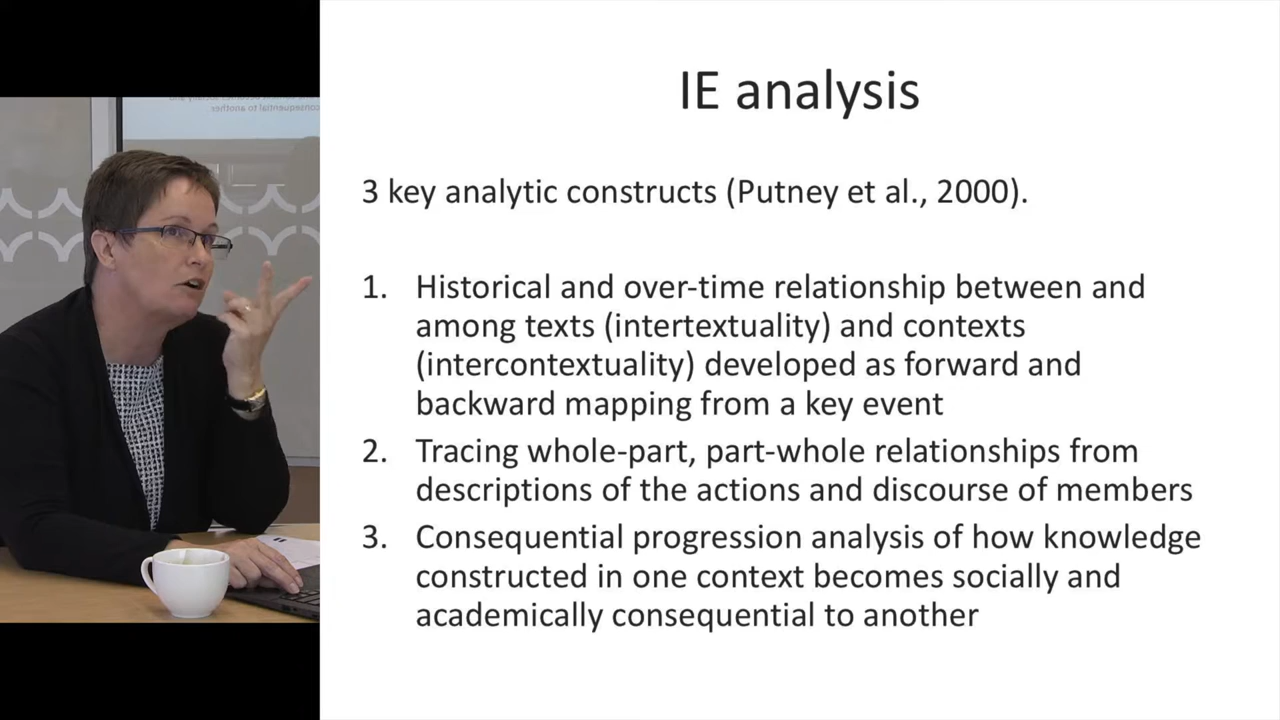 IE analysis
3 key analytic constructs (Putney et al., 2000).
1. Historical and over-time relationship between and
among texts (intertextuality) and contexts
(intercontextuality) developed as forward and
backward mapping from a key event
2. Tracing whole-part, part-whole relationships from
descriptions of the actions and discourse of members
3. Consequential progression analysis of how knowledge
constructed in one context becomes socially and
academically consequential to another